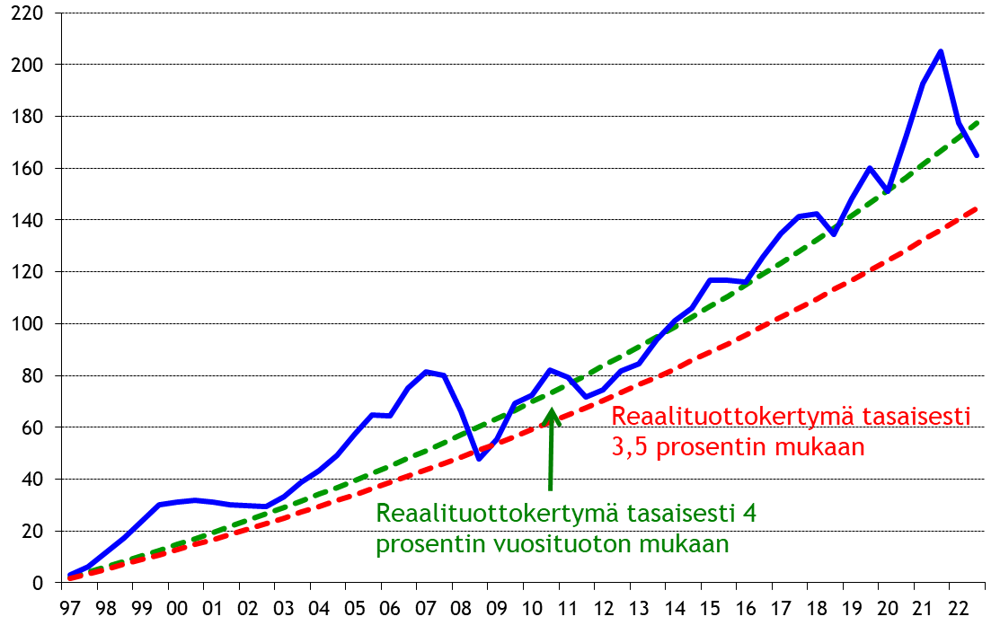 220
200
180
160
140
120
100
80
60
40
20
0
Reaalituottokertymä tasaisesti
3,5 prosentin mukaan
Reaalituottokertymä tasaisesti 4
prosentin vuosituoton mukaan
97 98 99 00 01 02 03 04 05 06 07 08 09 10 11 12 13 14 15 16 17 18 19 20 21 22